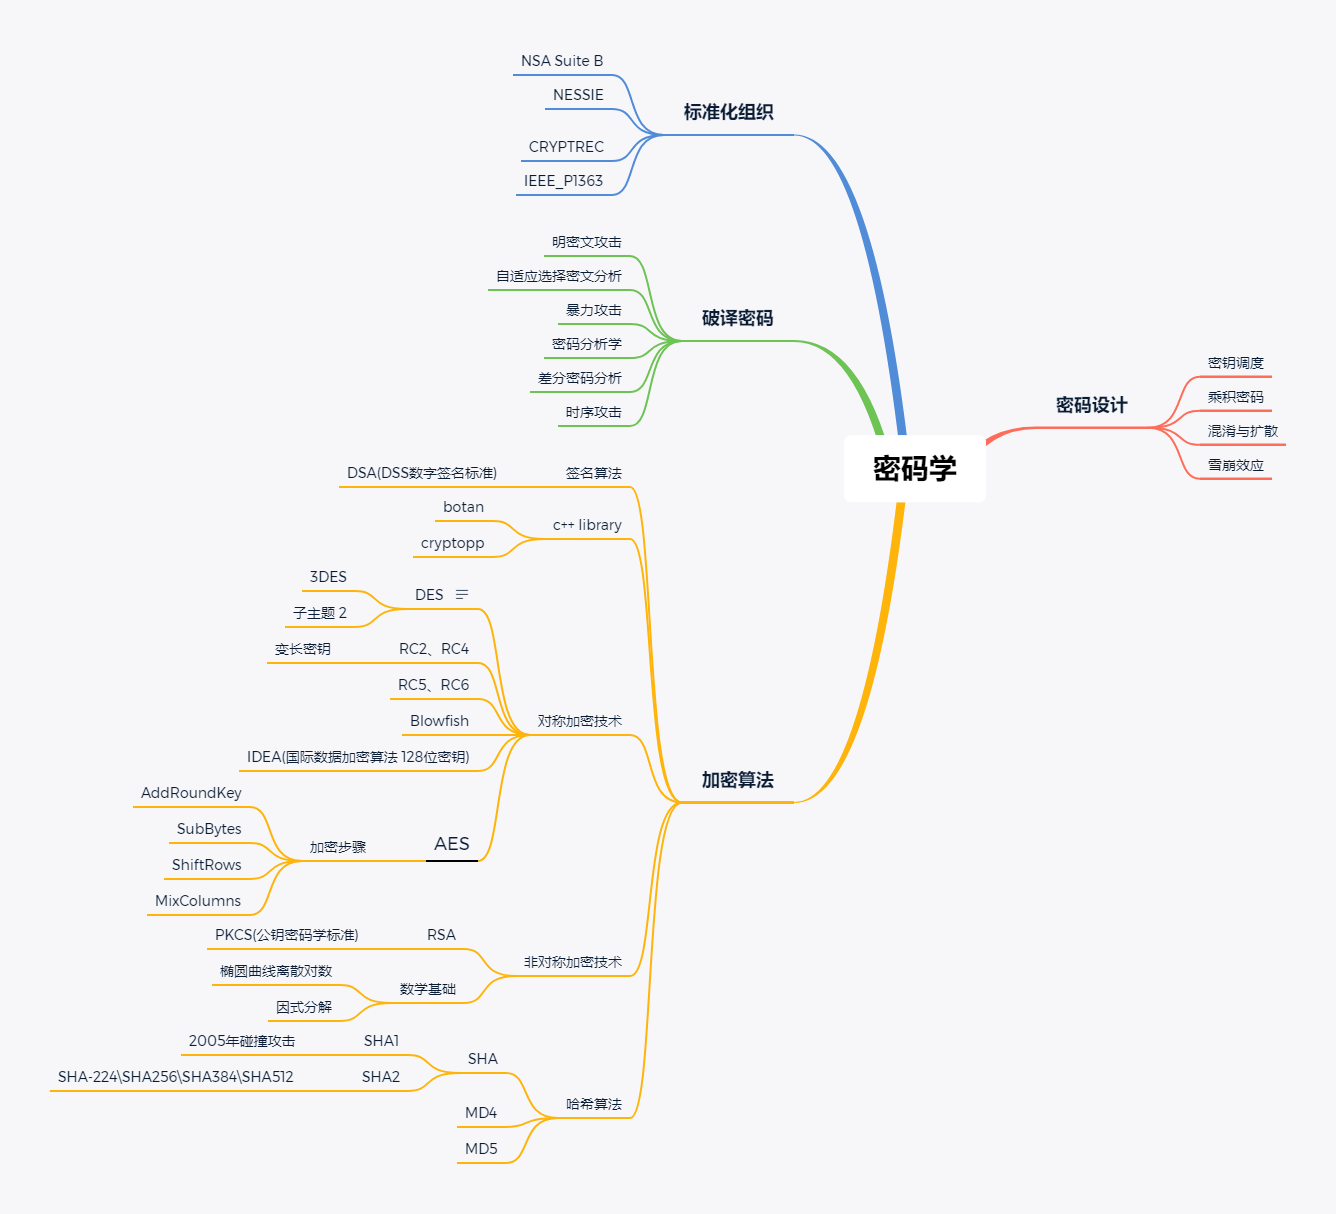 密码学
密码设计
密钥调度
乘积密码
混淆与扩散
雪崩效应
标准化组织
NSA Suite B
NESSIE
CRYPTREC
IEEE_P1363
破译密码
明密文攻击
自适应选择密文分析
暴力攻击
密码分析学
差分密码分析
时序攻击
加密算法
签名算法
DSA(DSS数字签名标准)
c++ library
botan
cryptopp
对称加密技术
DES
3DES
子主题 2
RC2、RC4
变长密钥
RC5、RC6
Blowfish
IDEA(国际数据加密算法 128位密钥)
AES
加密步骤
AddRoundKey
SubBytes
ShiftRows
MixColumns
非对称加密技术
RSA
PKCS(公钥密码学标准)
数学基础
椭圆曲线离散对数
因式分解
哈希算法
SHA
SHA1
2005年碰撞攻击
SHA2
SHA-224\SHA256\SHA384\SHA512
MD4
MD5